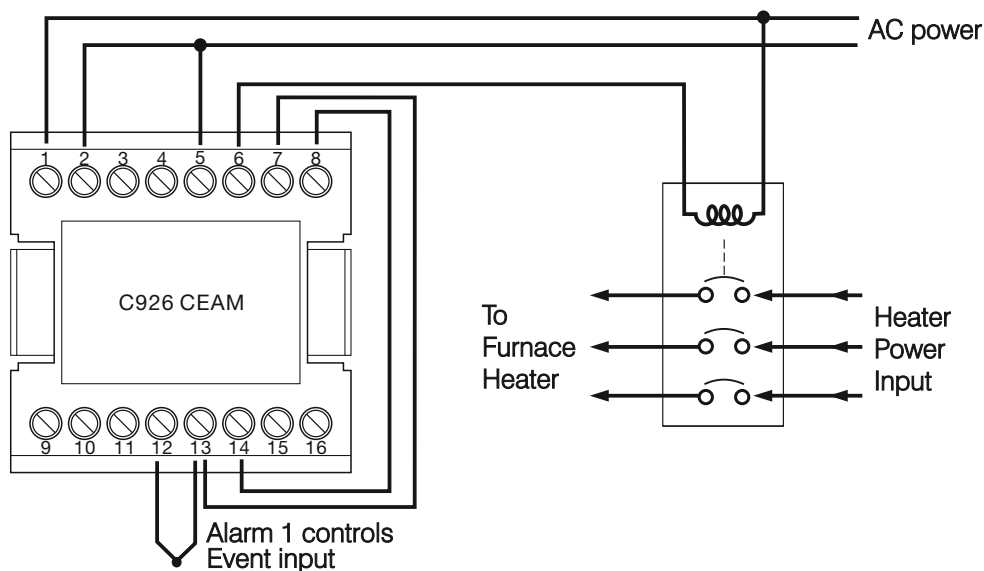 AC power
1 2 3 4 5 6 7 8
C926 CEAM
To
Furnace
Heater
Heater
Power
Input
9 10 11 12 13 14 15 16
Alarm 1 controls
Event input